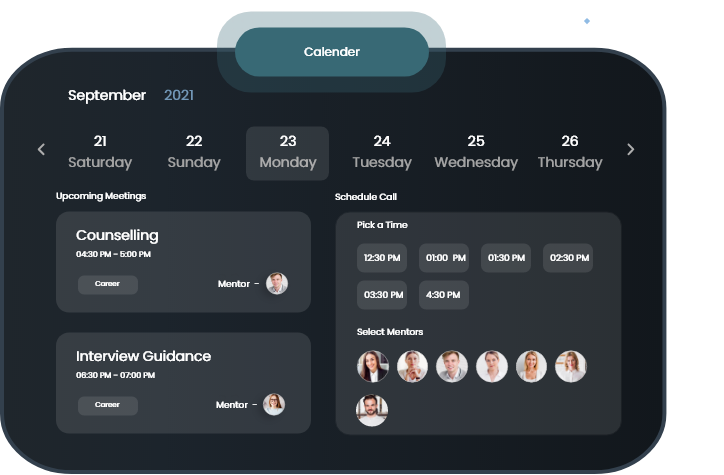 Calender
September 2021
21 22 23 24 25 26
Saturday Sunday Monday Tuesday Wednesday Thursday
Upcoming Meetings
Counselling
04:30 PM - 5:00 PM
Career
Mentor -
Interview Guidance
06:30 PM - 07:00 PM
Career
Mentor -
Schedule Call
Pick a Time
12:30 PM 01:00 PM 01:30 PM 02:30 PM
03:30 PM 4:30 PM
Select Mentors